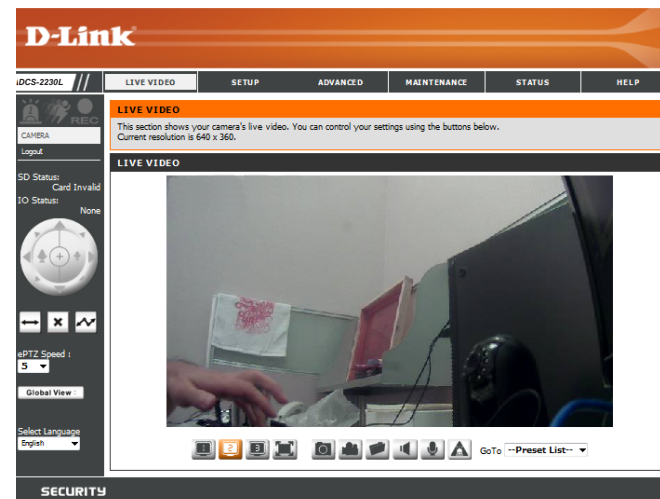 D-Link
DCS-2230L
LIVE VIDEO
SETUP
ADVANCED
MAINTENANCE
STATUS
HELP
REC
CAMERA
Logout
SD Status:
Card Invalid
IO Status:
None
ePTZ Speed :
5
Global View :
Select Language
English
LIVE VIDEO
This section shows your camera's live video. You can control your settings using the buttons below.
Current resolution is 640 x 360.
LIVE VIDEO
1
2
3
GoTo
--Preset List--
SECURITY